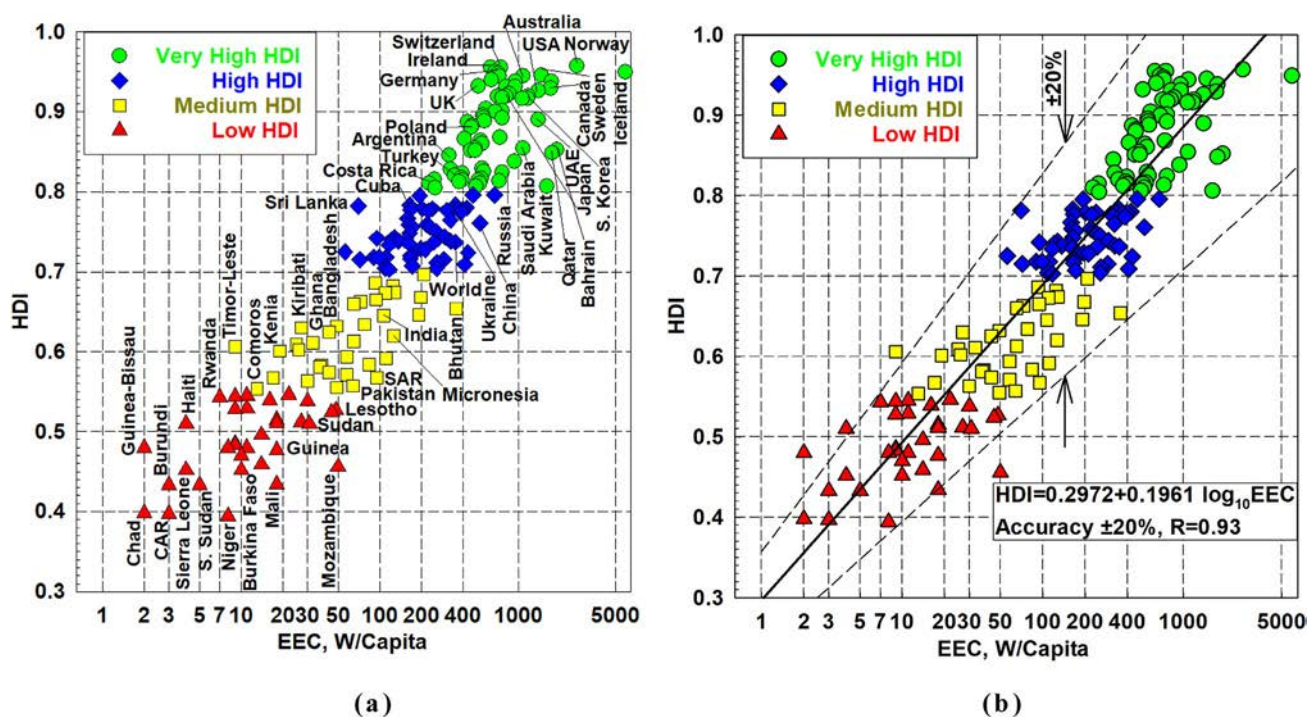 Very High HDI
High HDI
Medium HDI
Low HDI
Australia
Switzerland
USA
Norway
Ireland
Germany
UK
Poland
Argentina
Turkey
Costa Rica
Cuba
Sri Lanka
Canada
Sweden
Iceland
UAE
Japan
S. Korea
Saudi Arabia
Kuwait
Qatar
Bahrain
Russia
China
Ukraine
World
Bhutan
India
Micronesia
Bangladesh
Ghana
Kiribati
Kenia
Comoros
Timor-Leste
Rwanda
Haiti
Burundi
Guinea-Bissau
SAR
Pakistan
Lesotho
Sudan
Guinea
Mozambique
Mali
Burkina Faso
Niger
S. Sudan
Sierra Leone
CAR
Chad
HDI
1.0
0.9
0.8
0.7
0.6
0.5
0.4
0.3
1 2 3 5 7 10 20 30 50 100 200 400 1000 5000
EEC, W/Capita
(a)
Very High HDI
High HDI
Medium HDI
Low HDI
±20%
HDI=0.2972+0.1961 log10EEC
Accuracy ±20%, R=0.93
HDI
1.0
0.9
0.8
0.7
0.6
0.5
0.4
0.3
1 2 3 5 7 10 20 30 50 100 200 400 1000 5000
EEC, W/Capita
(b)